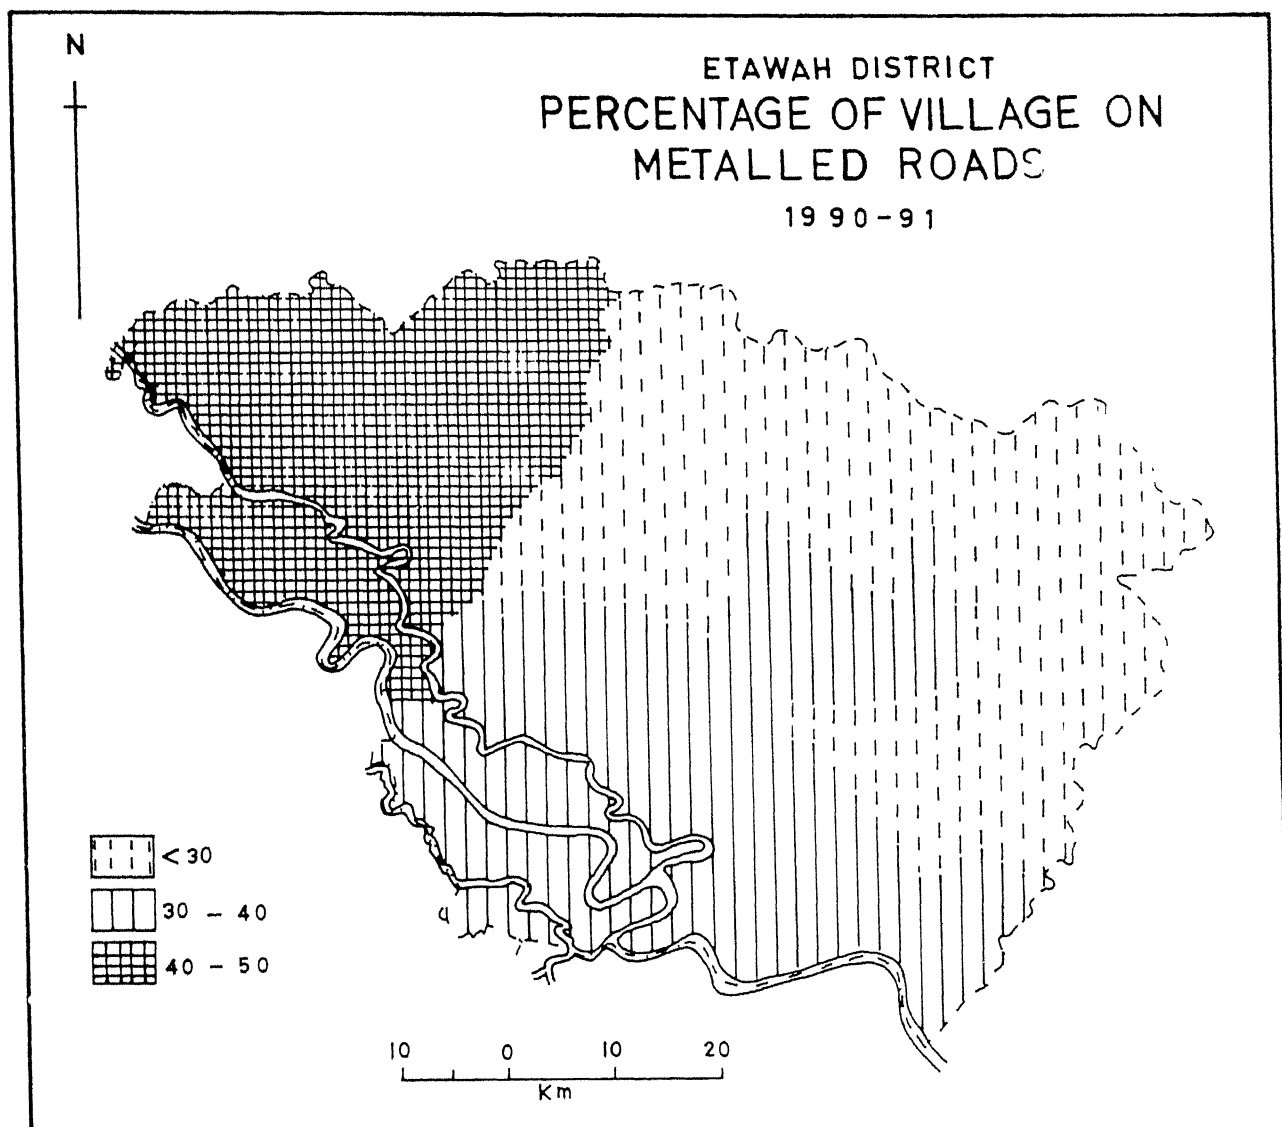 N
ETAWAH DISTRICT
PERCENTAGE OF VILLAGE ON
METALLED ROADS
1990-91
<30
30 - 40
40 - 50
10 0 10 20
Km